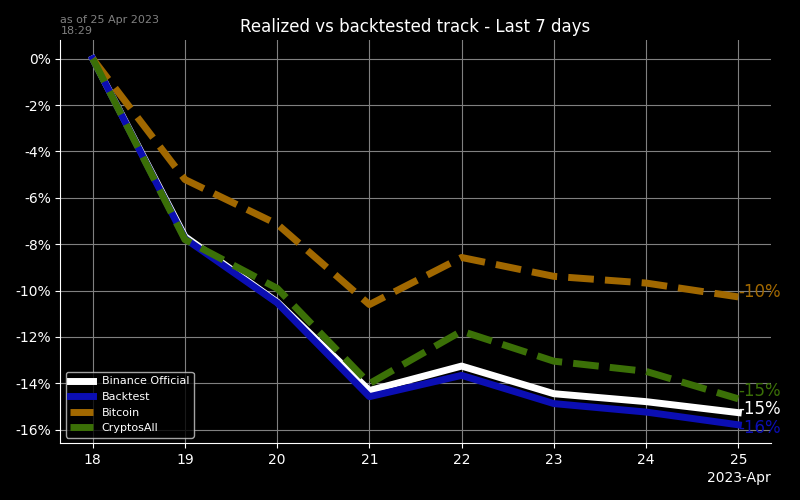 as of 25 Apr 2023
18:29
Realized vs backtested track - Last 7 days
0%
-2%
-4%
-6%
-8%
-10%
-12%
-14%
-16%
-10%
-15%
-15%
-16%
Binance Official
Backtest
Bitcoin
CryptosAll
18 19 20 21 22 23 24 25
2023-Apr